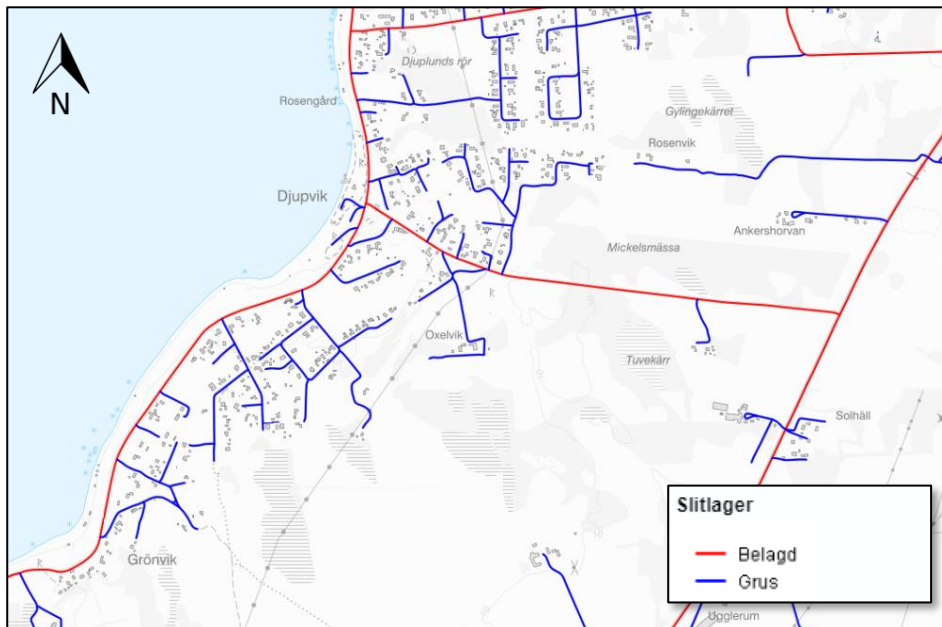 N
Djuplunds rör
Rosengård
Gylingekärret
Rosenvik
Djupvik
Ankershorvan
Mickelsmässa
Oxelvik
Tuvekärr
Solhäll
Slitlager
Belagd
Grus
Grönvik
Ugglerum